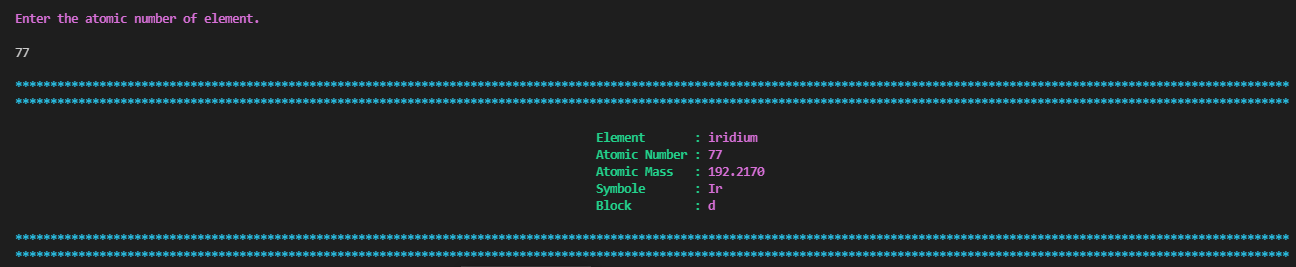 Enter the atomic number of element.
77
**************************************************************************************************************************************************************************************
**************************************************************************************************************************************************************************************
Element       : iridium
Atomic Number : 77
Atomic Mass   : 192.2170
Symbole       : Ir
Block         : d
**************************************************************************************************************************************************************************************
**************************************************************************************************************************************************************************************